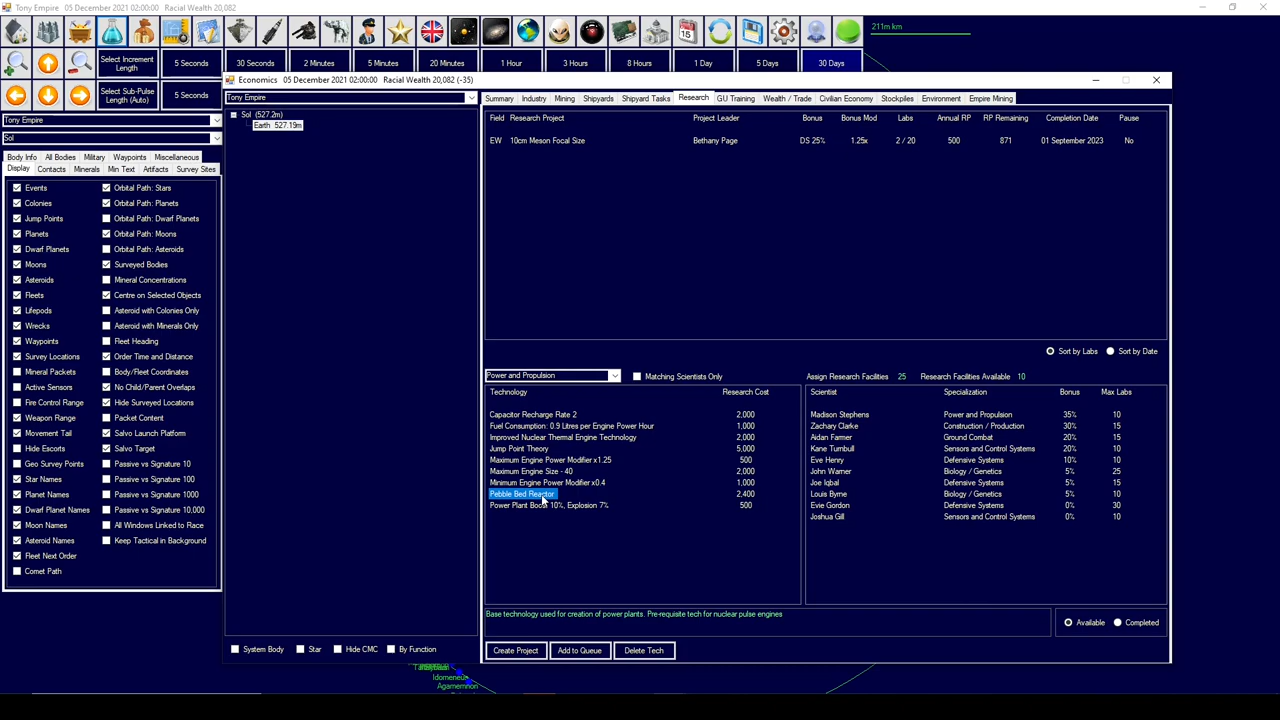 Tony Empire 05 December 2021 02:00:00 Racial Wealth 20,082
211m km
Select Increment Length
5 Seconds
30 Seconds
2 Minutes
5 Minutes
20 Minutes
1 Hour
3 Hours
8 Hours
1 Day
5 Days
30 Days
Select Sub-Pulse Length (Auto)
5 Seconds
Tony Empire
Sol
Body Info All Bodies Military Waypoints Miscellaneous
Display Contacts Minerals Min Text Artifacts Survey Sites
Events Orbital Path: Stars
Colonies Orbital Path: Planets
Jump Points Orbital Path: Dwarf Planets
Planets Orbital Path: Moons
Dwarf Planets Orbital Path: Asteroids
Moons Surveyed Bodies
Asteroids Mineral Concentrations
Fleets Centre on Selected Objects
Lifepods Asteroid with Colonies Only
Wrecks Asteroid with Minerals Only
Waypoints Fleet Heading
Survey Locations Order Time and Distance
Mineral Packets Body/Fleet Coordinates
Active Sensors No Child/Parent Overlaps
Fire Control Range Hide Surveyed Locations
Weapon Range Packet Content
Movement Tail Salvo Launch Platform
Hide Escorts Salvo Target
Geo Survey Points Passive vs Signature 10
Star Names Passive vs Signature 100
Planet Names Passive vs Signature 1000
Dwarf Planet Names Passive vs Signature 10,000
Moon Names All Windows Linked to Race
Asteroid Names Keep Tactical in Background
Fleet Next Order
Comet Path
Economics 05 December 2021 02:00:00 Racial Wealth 20,082 (-35)
Tony Empire
Sol (527.2m)
Earth 527.19m
System Body Star Hide CMC By Function
Summary Industry Mining Shipyards Shipyard Tasks Research GU Training Wealth / Trade Civilian Economy Stockpiles Environment Empire Mining
Field Research Project Project Leader Bonus Bonus Mod Labs Annual RP RP Remaining Completion Date Pause
EW 10cm Meson Focal Size Bethany Page DS 25% 1.25x 2 / 20 500 871 01 September 2023 No
Sort by Labs Sort by Date
Power and Propulsion Matching Scientists Only Assign Research Facilities 25 Research Facilities Available 10
Technology Research Cost
Capacitor Recharge Rate 2 2,000
Fuel Consumption: 0.9 Litres per Engine Power Hour 1,000
Improved Nuclear Thermal Engine Technology 2,000
Jump Point Theory 5,000
Maximum Engine Power Modifier x1.25 500
Maximum Engine Size - 40 2,000
Minimum Engine Power Modifier x0.4 1,000
Pebble Bed Reactor 2,400
Power Plant Boost 10%, Explosion 7% 500
Scientist Specialization Bonus Max Labs
Madison Stephens Power and Propulsion 35% 10
Zachary Clarke Construction / Production 30% 15
Aidan Farmer Ground Combat 20% 15
Kane Turnbull Sensors and Control Systems 20% 10
Eve Henry Defensive Systems 10% 10
John Warner Biology / Genetics 5% 25
Joe Iqbal Defensive Systems 5% 15
Louis Byrne Biology / Genetics 5% 10
Evie Gordon Defensive Systems 0% 30
Joshua Gill Sensors and Control Systems 0% 10
Base technology used for creation of power plants. Pre-requisite tech for nuclear pulse engines
Available Completed
Create Project Add to Queue Delete Tech
Idomeneus
Agamemnon